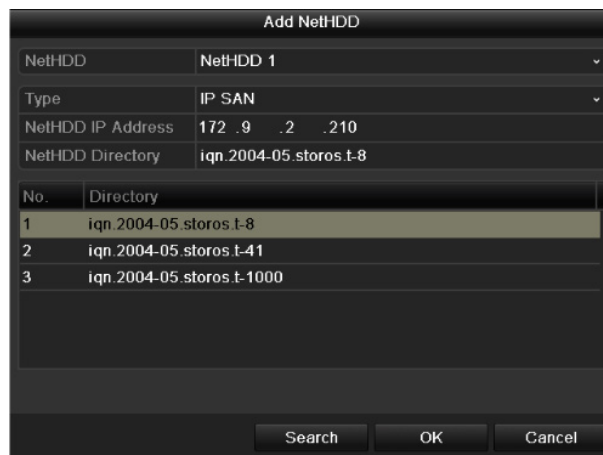 Add NetHDD
NetHDD NetHDD 1
Type IP SAN
NetHDD IP Address 172 .9 .2 .210
NetHDD Directory iqn.2004-05.storos.t-8
No. Directory
1 iqn.2004-05.storos.t-8
2 iqn.2004-05.storos.t-41
3 iqn.2004-05.storos.t-1000
Search OK Cancel